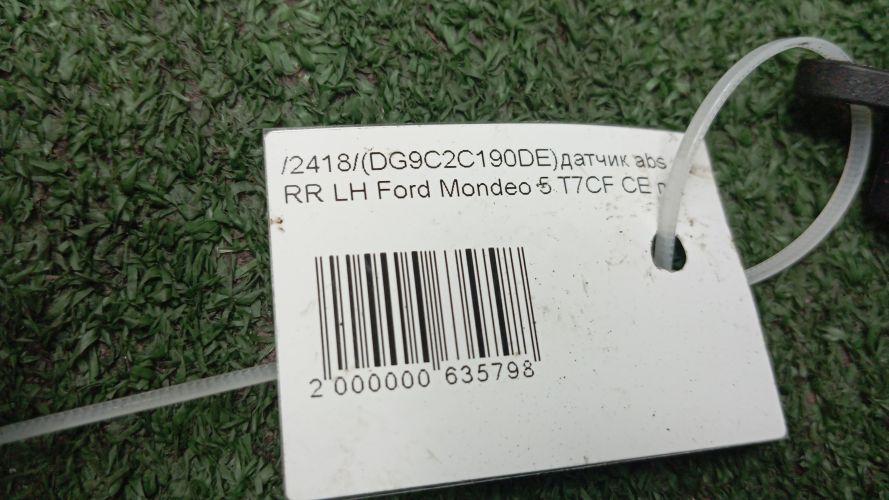 /2418/(DG9C2C190DE)датчик abs
RR LH Ford Mondeo 5 T7CF CE
2 000000 635798